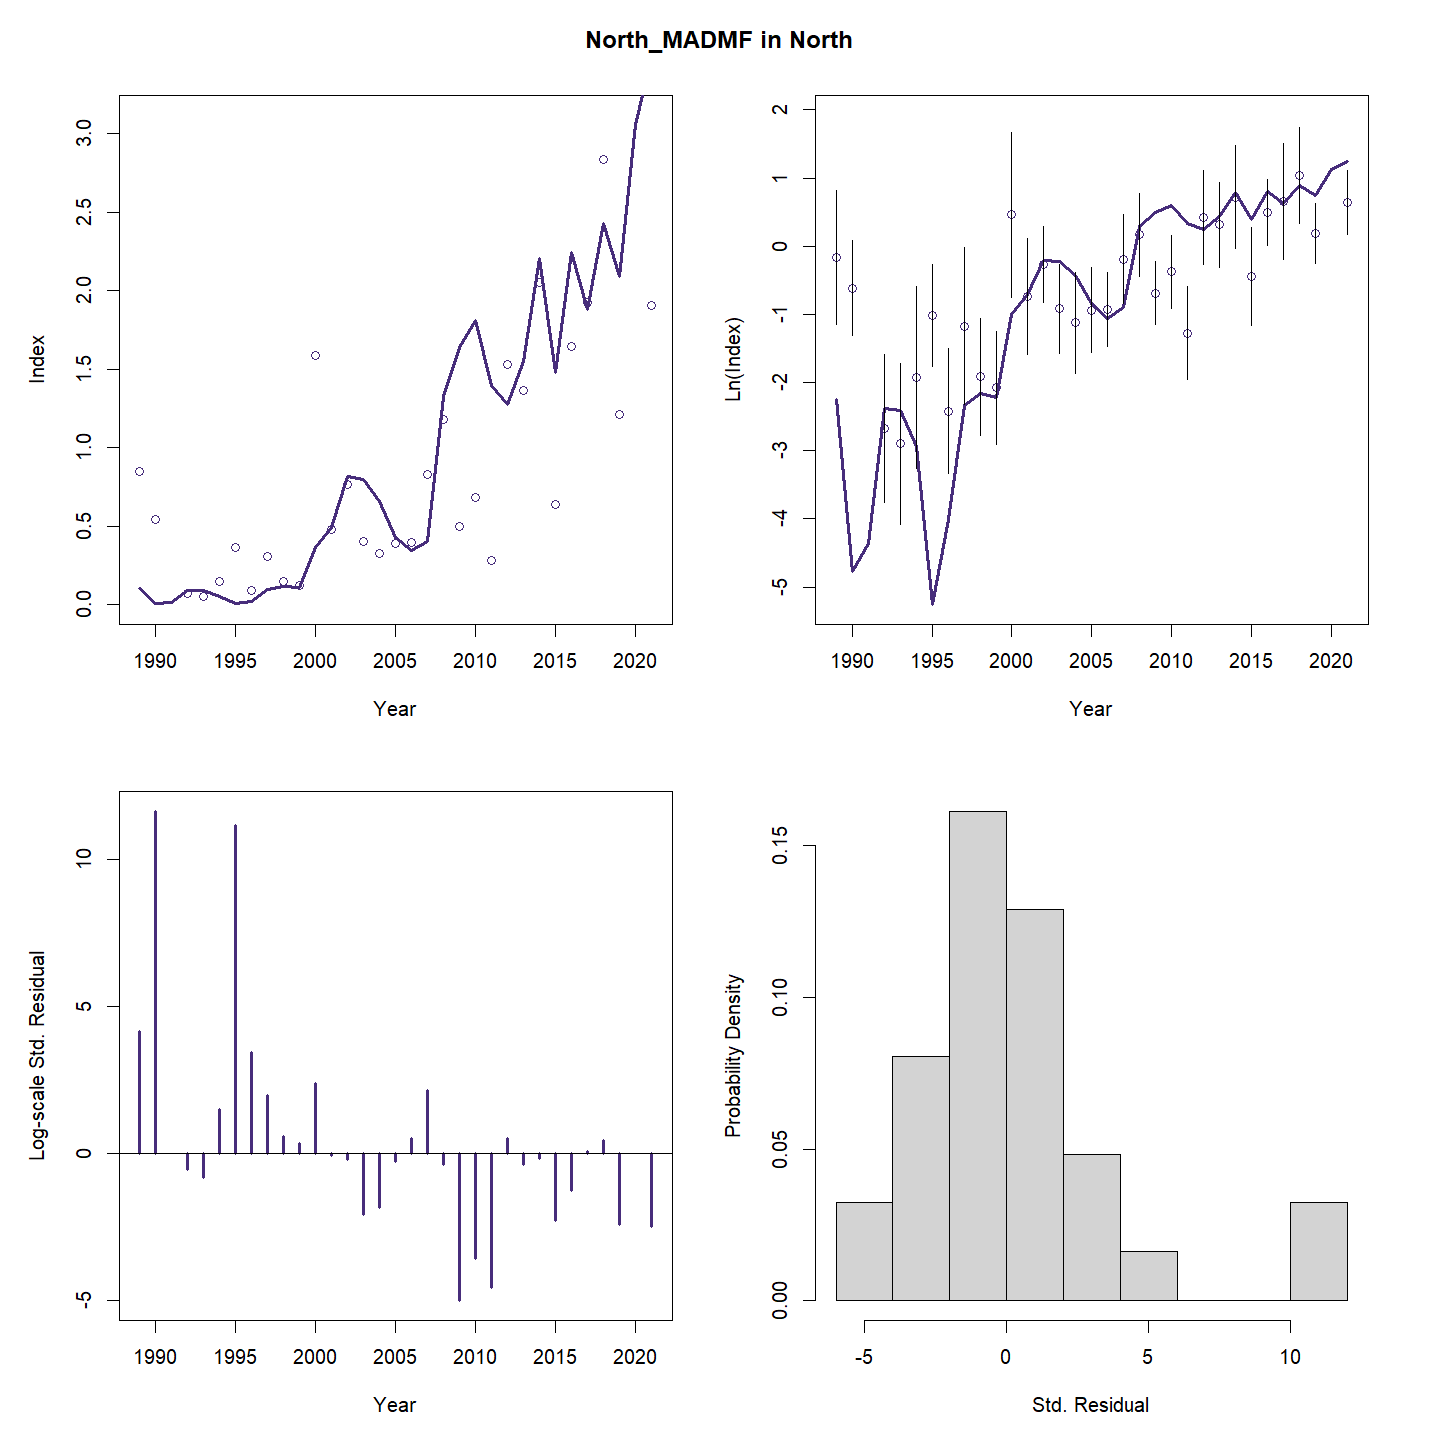 North_MADMF in North
Index
0.0 0.5 1.0 1.5 2.0 2.5 3.0
1990 1995 2000 2005 2010 2015 2020
Year
Ln(Index)
-5 -4 -3 -2 -1 0 1 2
1990 1995 2000 2005 2010 2015 2020
Year
Log-scale Std. Residual
-5 0 5 10
1990 1995 2000 2005 2010 2015 2020
Year
Probability Density
0.00 0.05 0.10 0.15
-5 0 5 10
Std. Residual